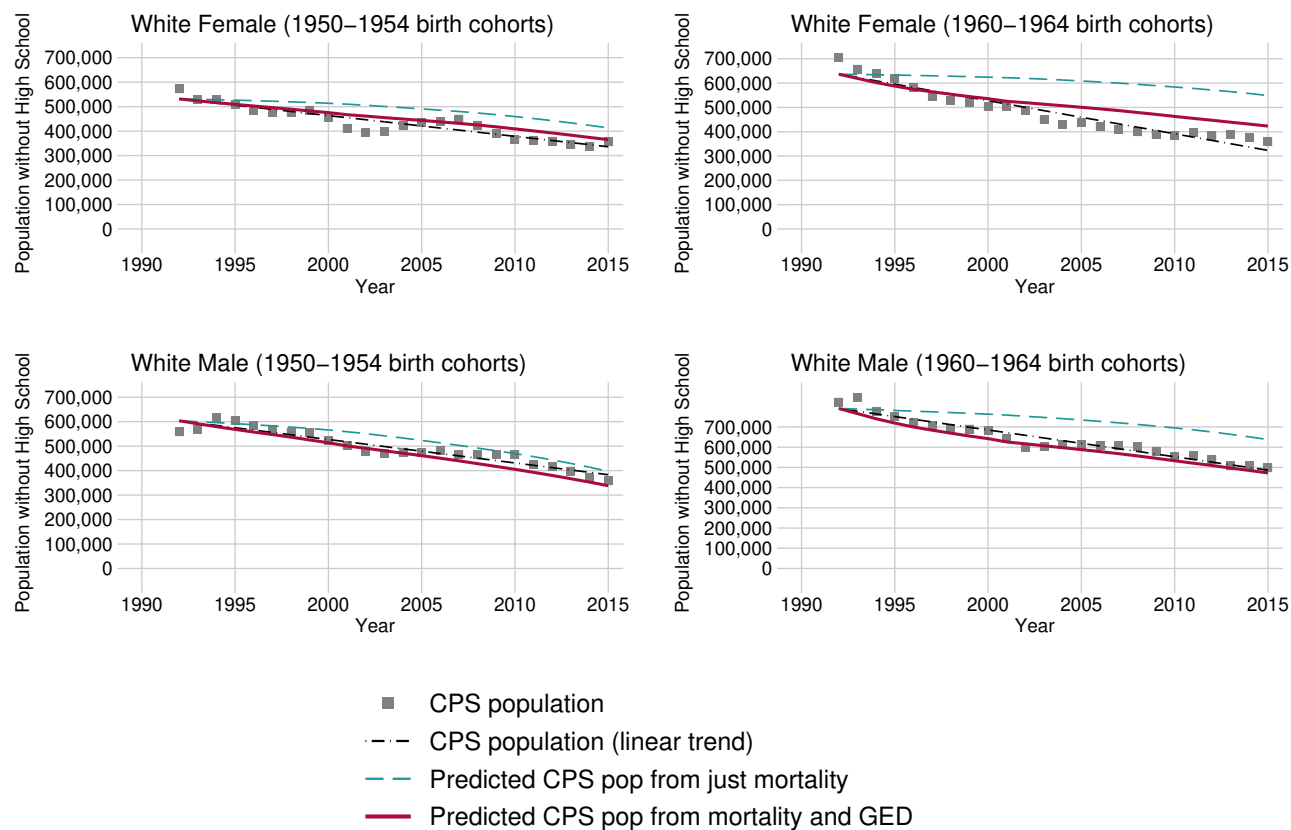 White Female (1950−1954 birth cohorts)
Population without High School
700,000
600,000
500,000
400,000
300,000
200,000
100,000
0
1990 1995 2000 2005 2010 2015
Year
White Female (1960−1964 birth cohorts)
Population without High School
700,000
600,000
500,000
400,000
300,000
200,000
100,000
0
1990 1995 2000 2005 2010 2015
Year
White Male (1950−1954 birth cohorts)
Population without High School
700,000
600,000
500,000
400,000
300,000
200,000
100,000
0
1990 1995 2000 2005 2010 2015
Year
White Male (1960−1964 birth cohorts)
Population without High School
700,000
600,000
500,000
400,000
300,000
200,000
100,000
0
1990 1995 2000 2005 2010 2015
Year
CPS population
CPS population (linear trend)
Predicted CPS pop from just mortality
Predicted CPS pop from mortality and GED